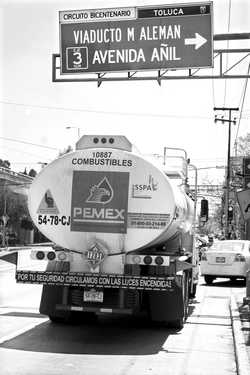 CIRCUITO BICENTENARIO TOLUCA
VIADUCTO M ALEMAN
3 AVENIDA AÑIL
10887
COMBUSTIBLES
PEMEX
SSPA
54-78-CJ
POR TU SEGURIDAD CIRCULAMOS CON LAS LUCES ENCENDIDAS